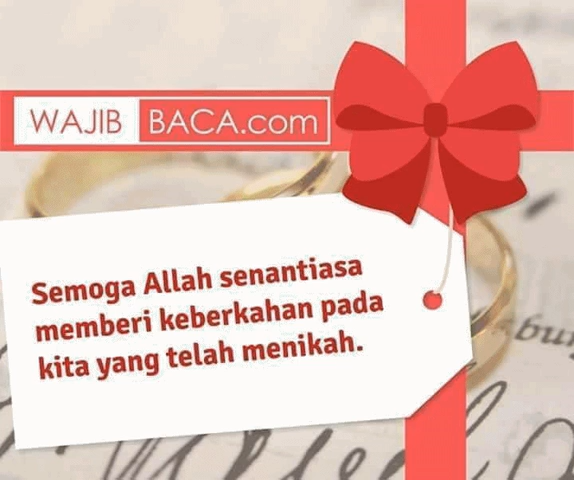 WAJIB BACA.com
Semoga Allah senantiasa
memberi keberkahan pada
kita yang telah menikah.